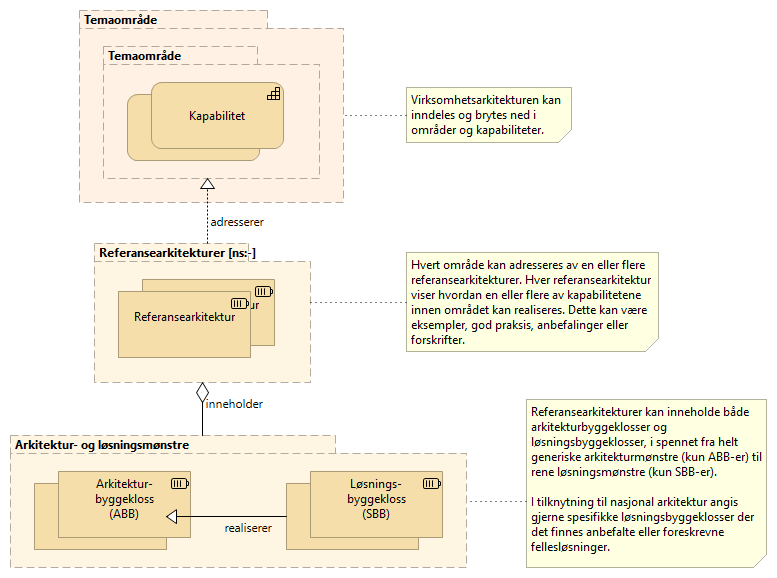 Temaområde
Temaområde
Kapabilitet
Virksomhetsarkitekturen kan
inndeles og brytes ned i
områder og kapabiliteter.
adresserer
Referansearkitekturer [ns:-]
ur
Referansearkitektur
Hvert område kan adresseres av en eller flere
referansearkitekturer. Hver referansearkitektur
viser hvordan en eller flere av kapabilitetene
innen området kan realiseres. Dette kan være
eksempler, god praksis, anbefalinger eller
forskrifter.
inneholder
Arkitektur- og løsningsmønstre
Arkitektur-
byggekloss
(ABB)
Løsnings-
byggekloss
(SBB)
realiserer
Referansearkitekturer kan inneholde både
arkitekturbyggeklosser og
løsningsbyggeklosser, i spennet fra helt
generiske arkitekturmønstre (kun ABB-er) til
rene løsningsmønstre (kun SBB-er).
I tilknytning til nasjonal arkitektur angis
gjerne spesifikke løsningsbyggeklosser der
det finnes anbefalte eller foreskrevne
fellesløsninger.